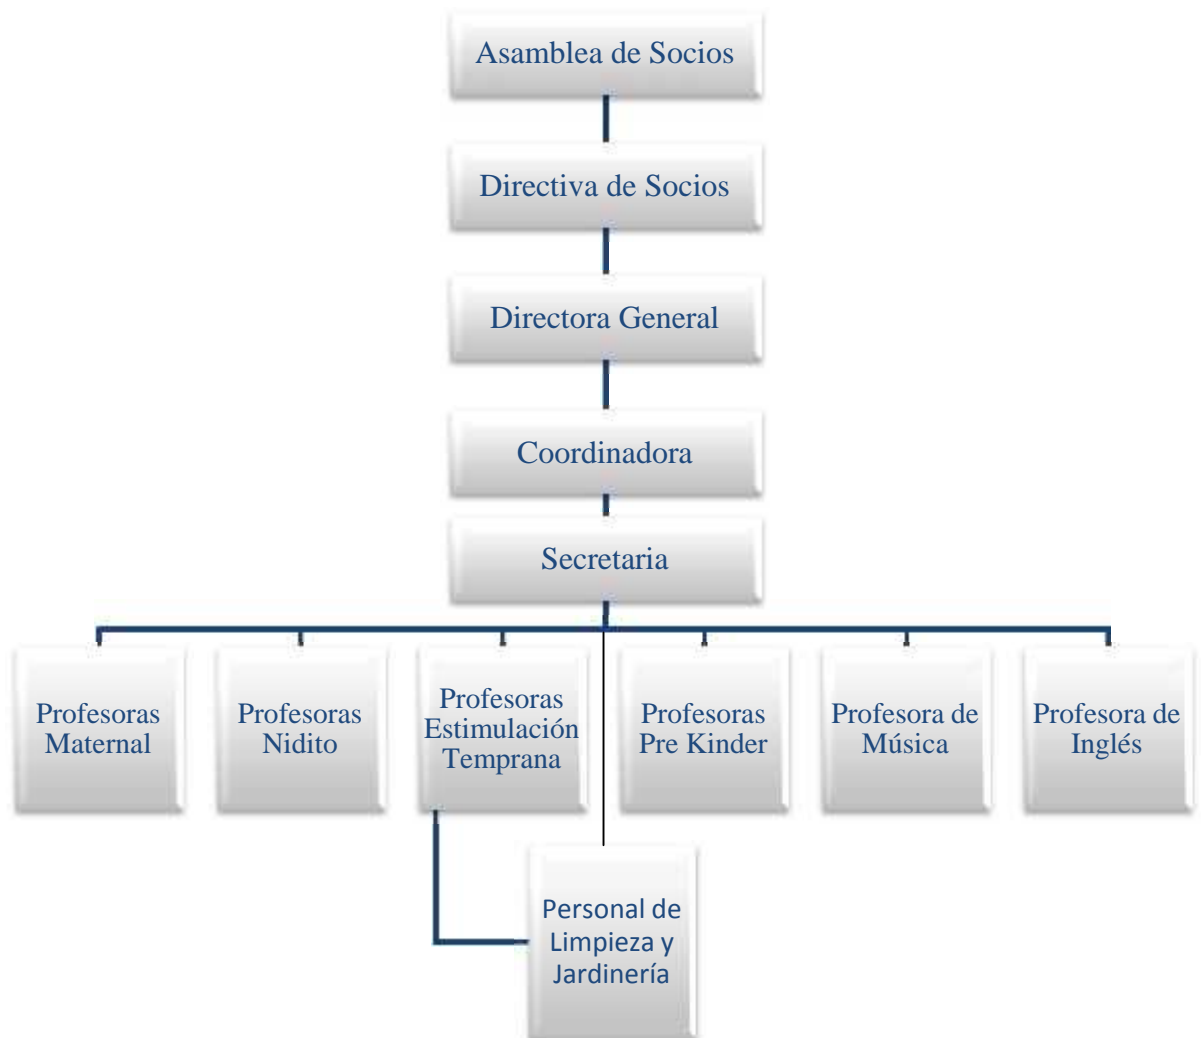 Asamblea de Socios
Directiva de Socios
Directora General
Coordinadora
Secretaria
Profesoras
Maternal
Profesoras
Nidito
Profesoras
Estimulación
Temprana
Profesoras
Pre Kinder
Profesora de
Música
Profesora de
Inglés
Personal de
Limpieza y
Jardinería